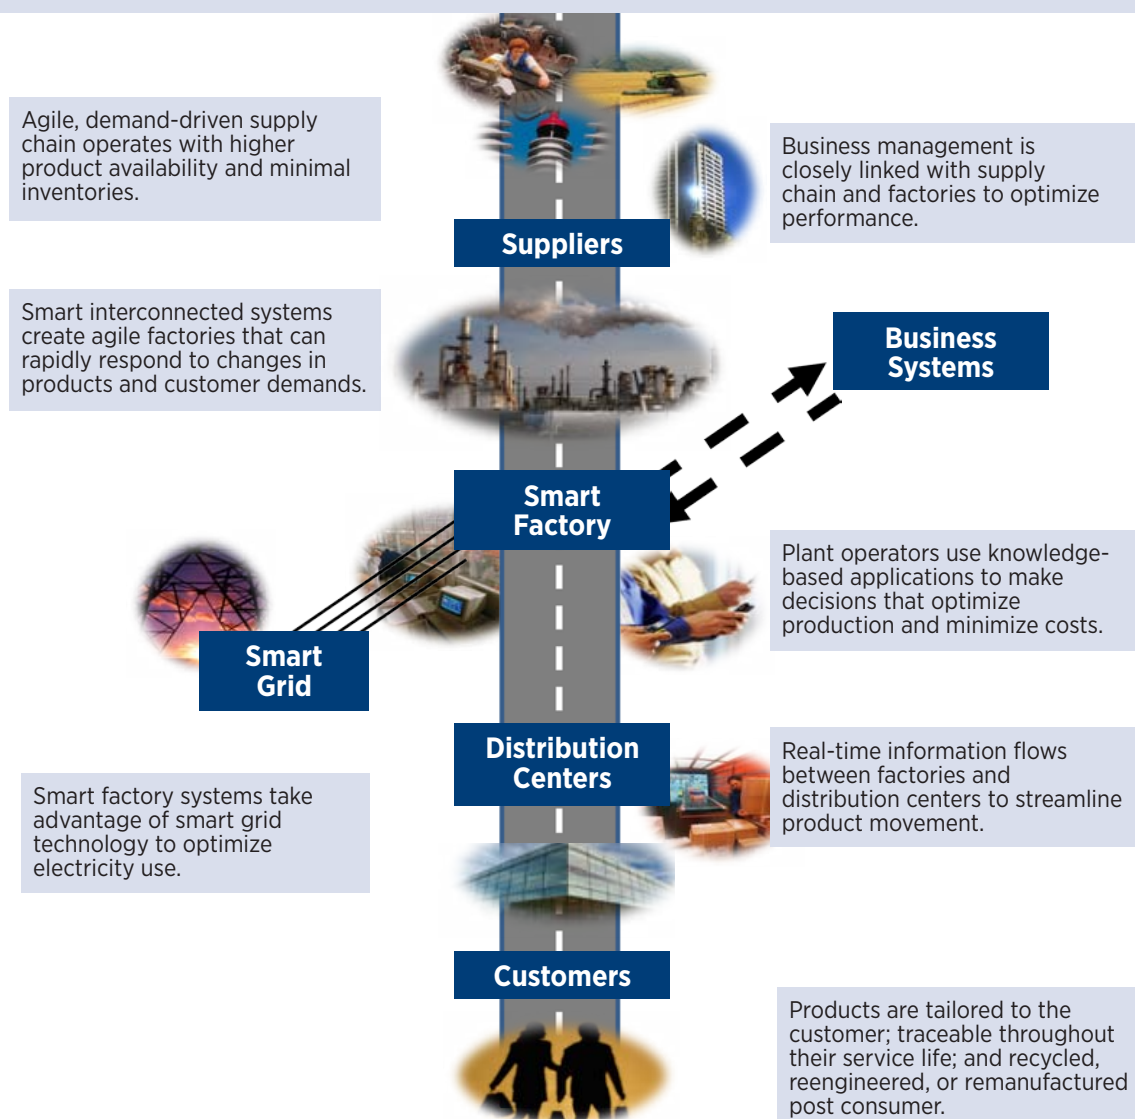 Agile, demand-driven supply
chain operates with higher
product availability and minimal
inventories.
Business management is
closely linked with supply
chain and factories to optimize
performance.
Suppliers
Smart interconnected systems
create agile factories that can
rapidly respond to changes in
products and customer demands.
Business
Systems
Smart
Factory
Plant operators use knowledge-
based applications to make
decisions that optimize
production and minimize costs.
Smart
Grid
Distribution
Centers
Real-time information flows
between factories and
distribution centers to streamline
product movement.
Smart factory systems take
advantage of smart grid
technology to optimize
electricity use.
Customers
Products are tailored to the
customer; traceable throughout
their service life; and recycled,
reengineered, or remanufactured
post consumer.